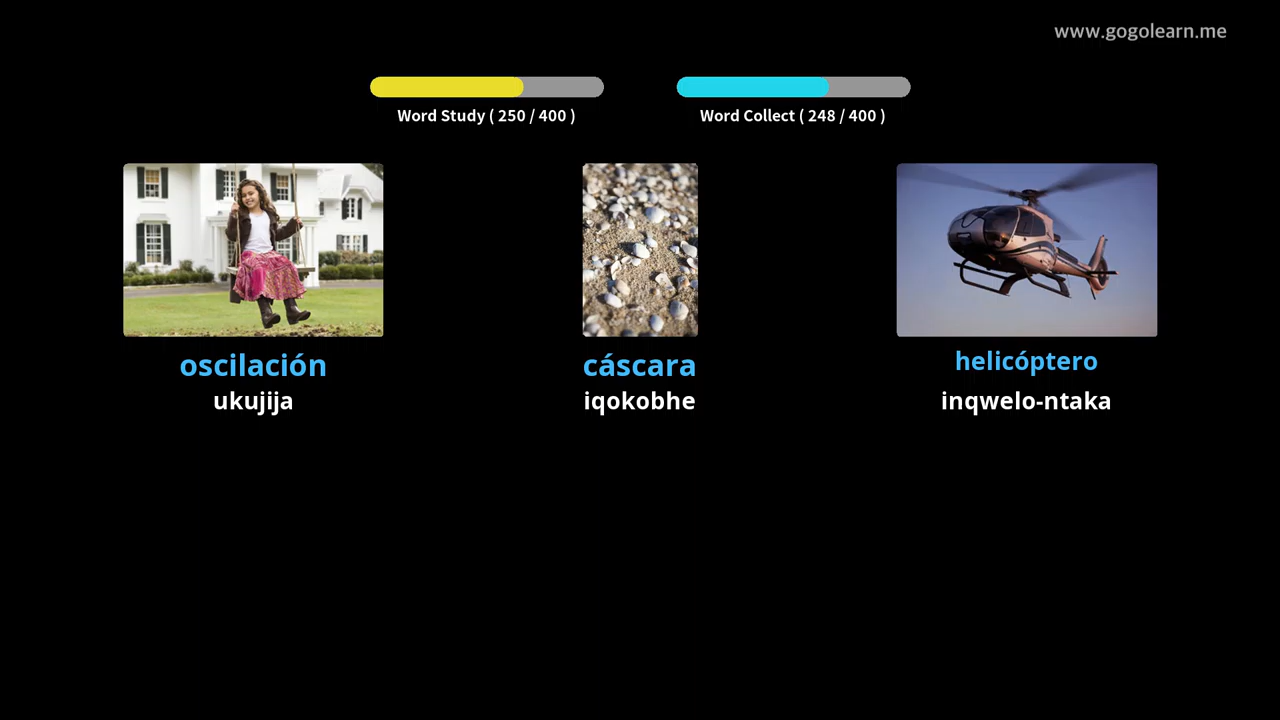 www.gogolearn.me
Word Study ( 250 / 400 )
Word Collect ( 248 / 400 )
oscilación
ukujija
cáscara
iqokobhe
helicóptero
inqwelo-ntaka